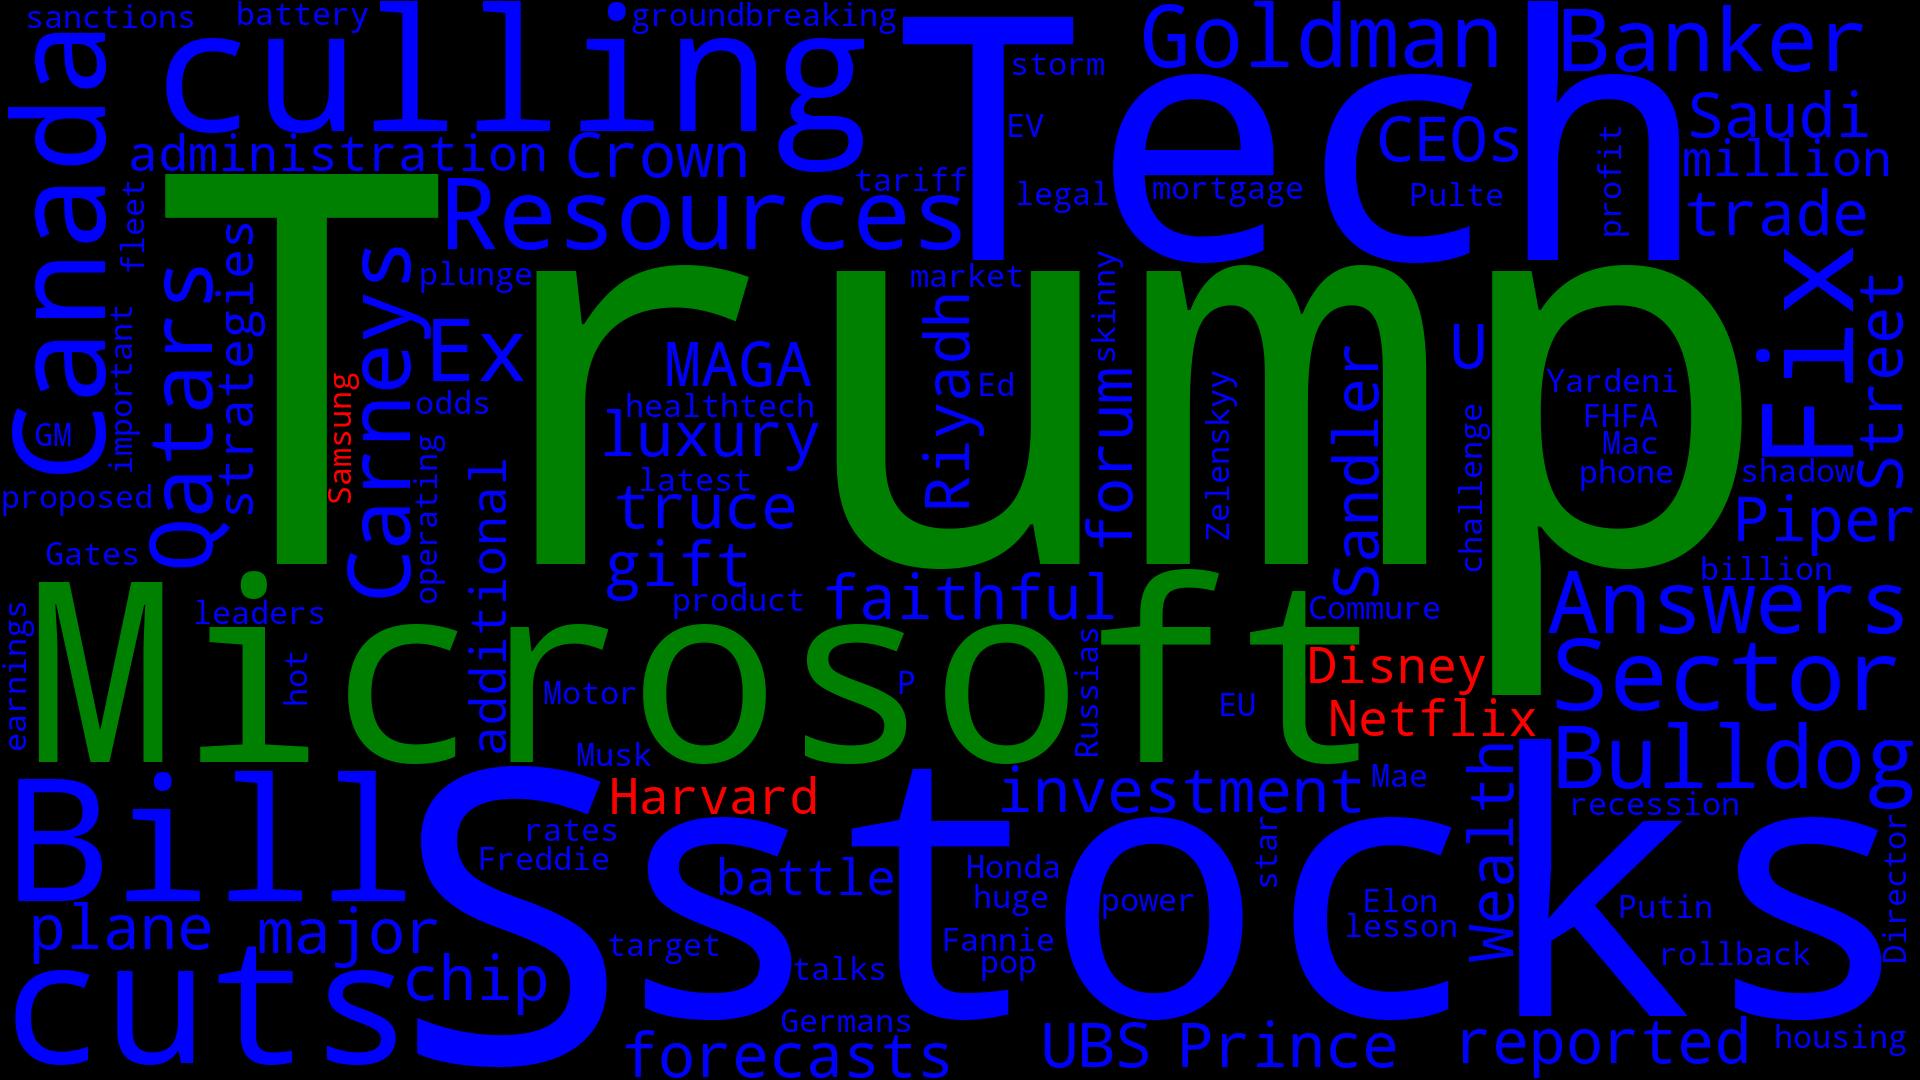 sanctions
battery
groundbreaking
Canada
culling
Tech
storm
Goldman
Banker
EV
CEOs
Saudi
million
administration
Crown
tariff
legal
mortgage
Pulte
profit
trade
fleet
Trump
Resources
Qatars
strategies
Carneys
plunge
market
skinny
Fix
Street
important
Samsung
Ex
odds
MAGA
healthtech
luxury
latest
truce
gift
product
Riyadh
Ed
forum
Zelenskyy
Sandler
U
challenge
Yardeni
FHFA
Mac
phone
shadow
GM
proposed
Gates
operating
additional
Piper
billion
Microsoft
leaders
hot
earnings
faithful
Commure
Answers
Motor
P
Russias
EU
Disney
Netflix
Sector
Musk
Harvard
investment
Mae
Wealth
Bulldog
recession
Bill
S
stocks
rates
Freddie
battle
Honda
huge
power
star
Elon
lesson
Putin
Director
plane
major
target
Fannie
pop
rollback
cuts
chip
talks
Germans
forecasts
UBS
Prince
reported
housing